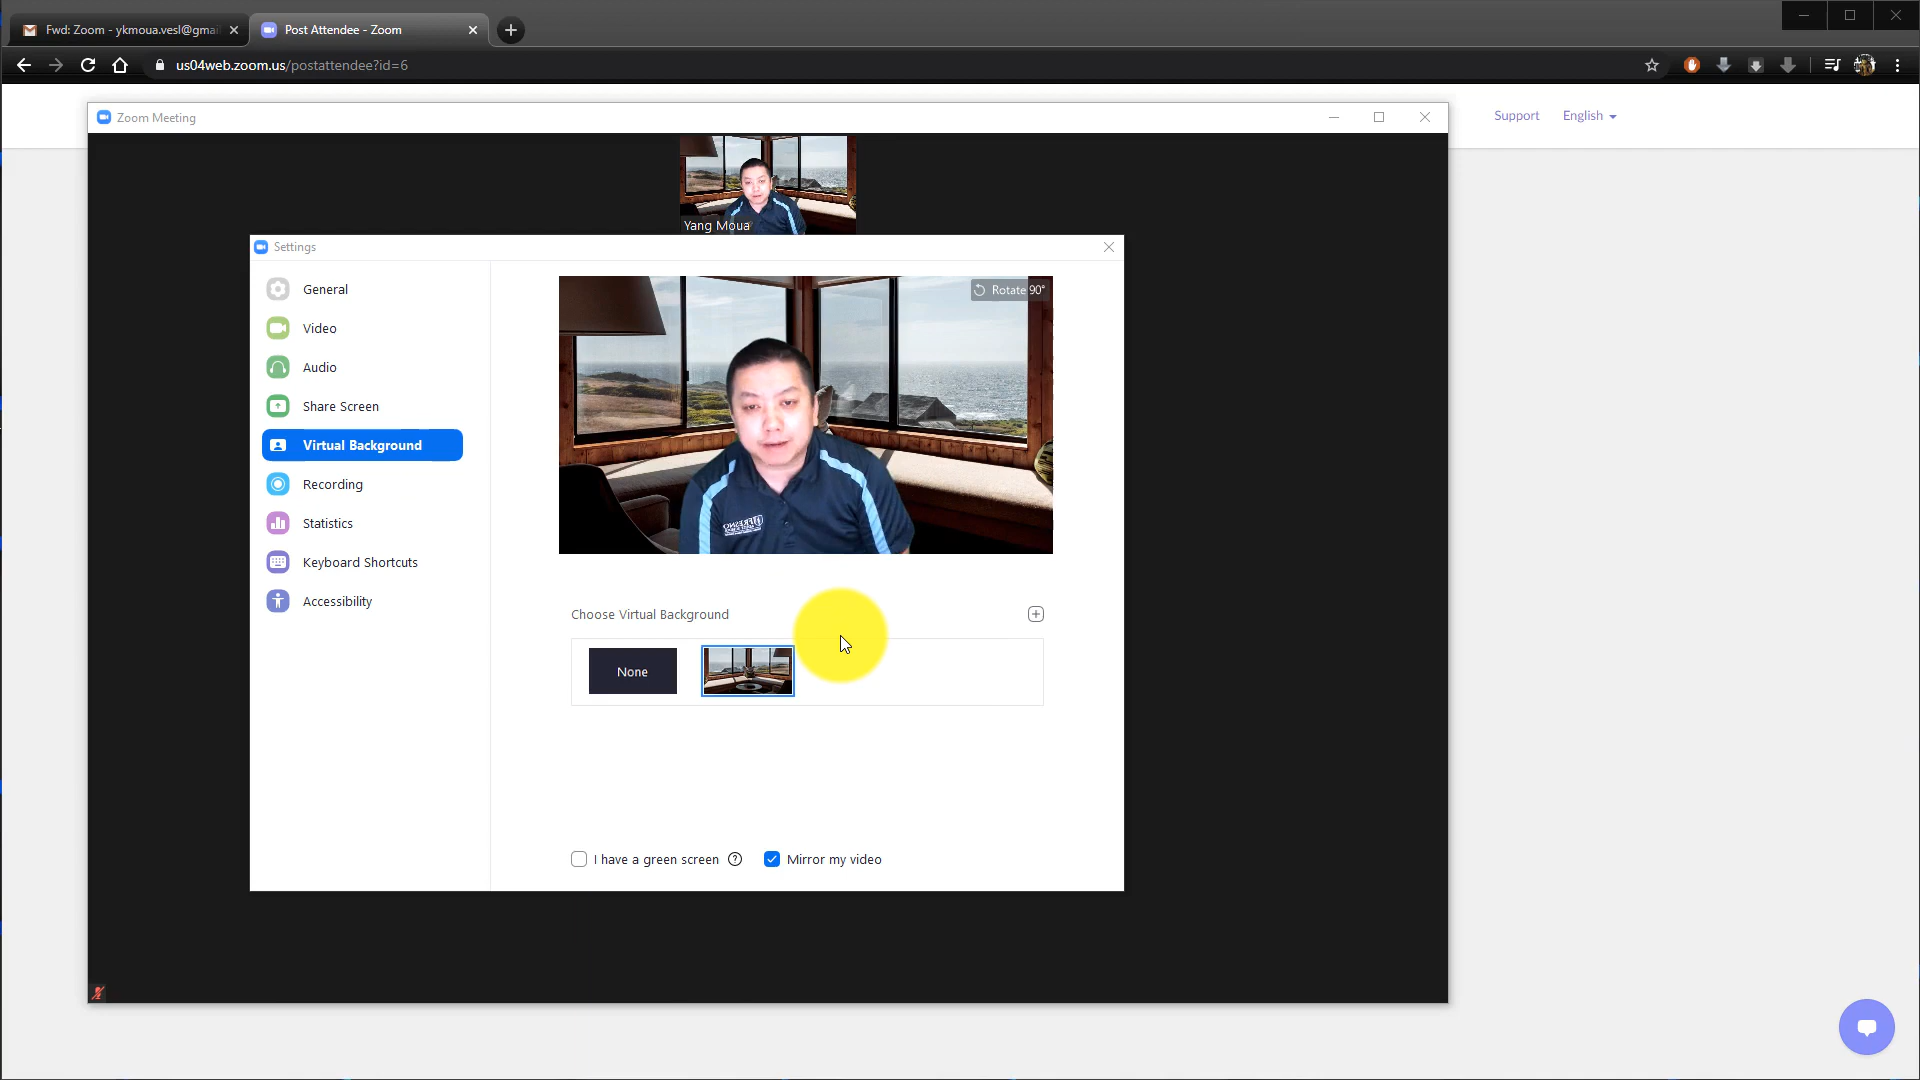 Fwd: Zoom - ykmoua.vesl@gmai
Post Attendee - Zoom
us04web.zoom.us/postattendee?id=6
Support
English
Zoom Meeting
Yang Moua
Settings
General
Video
Audio
Share Screen
Virtual Background
Recording
Statistics
Keyboard Shortcuts
Accessibility
Rotate 90°
Choose Virtual Background
None
I have a green screen
Mirror my video